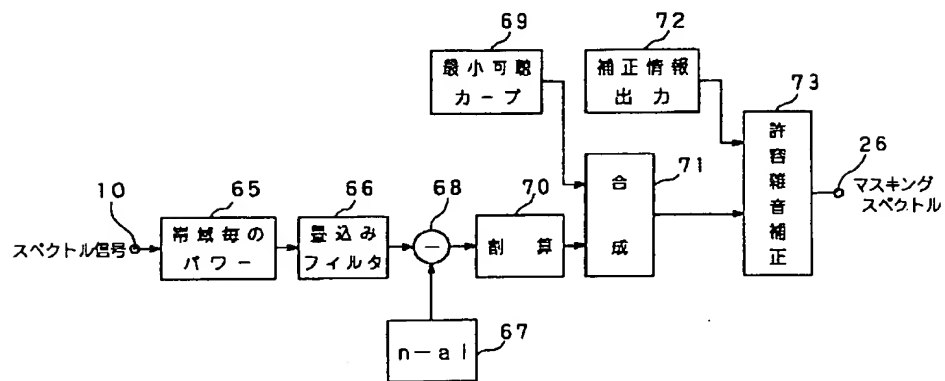 69
最小可聴
カーブ
72
補正情報
出力
73
許容雑音補正
26
マスキング
スペクトル
71
合成
10
スペクトル信号
65
帯域毎の
パワー
66
畳込み
フィルタ
68
−
70
割算
67
n−ai